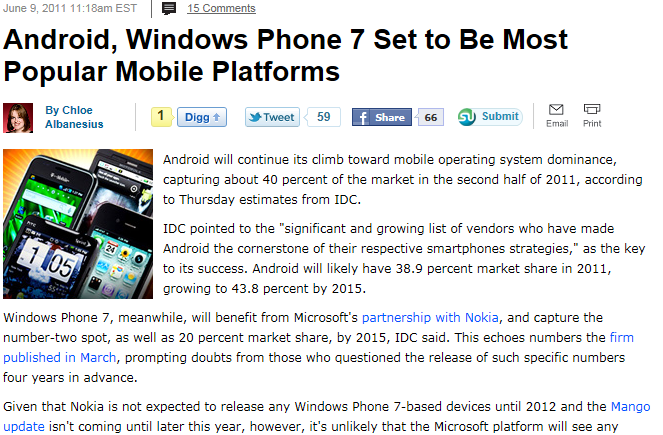 June 9, 2011 11:18am EST
15 Comments
Android, Windows Phone 7 Set to Be Most
Popular Mobile Platforms
By Chloe
Albanesius
1 Digg
Tweet 59
Share 66
Submit
Email
Print
Android will continue its climb toward mobile operating system dominance,
capturing about 40 percent of the market in the second half of 2011, according
to Thursday estimates from IDC.
IDC pointed to the "significant and growing list of vendors who have made
Android the cornerstone of their respective smartphones strategies," as the key
to its success. Android will likely have 38.9 percent market share in 2011,
growing to 43.8 percent by 2015.
Windows Phone 7, meanwhile, will benefit from Microsoft's partnership with Nokia, and capture the
number-two spot, as well as 20 percent market share, by 2015, IDC said. This echoes numbers the firm
published in March, prompting doubts from those who questioned the release of such specific numbers
four years in advance.
Given that Nokia is not expected to release any Windows Phone 7-based devices until 2012 and the Mango
update isn't coming until later this year, however, it's unlikely that the Microsoft platform will see any